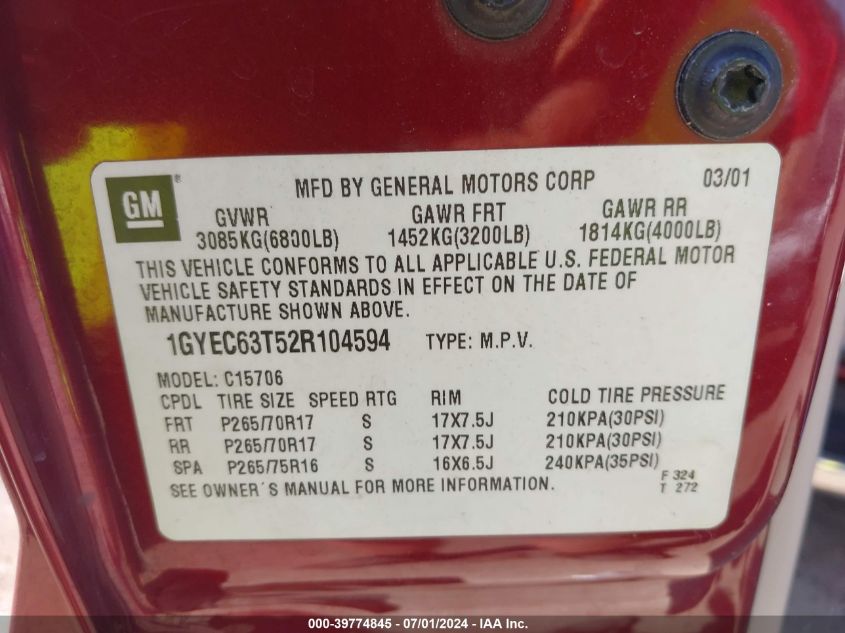 GM ® MFD BY GENERAL MOTORS CORP 03/01
GVWR GAWR FRT GAWR RR
3085KG(6800LB) 1452KG(3200LB) 1814KG(4000LB)
THIS VEHICLE CONFORMS TO ALL APPLICABLE U.S. FEDERAL MOTOR
VEHICLE SAFETY STANDARDS IN EFFECT ON THE DATE OF
MANUFACTURE SHOWN ABOVE.
1GYEC63T52R104594 TYPE: M.P.V.
MODEL: C15706
CPDL TIRE SIZE SPEED RTG RIM COLD TIRE PRESSURE
FRT P265/70R17 S 17X7.5J 210KPA(30PSI)
RR P265/70R17 S 17X7.5J 210KPA(30PSI)
SPA P265/75R16 S 16X6.5J 240KPA(35PSI)
SEE OWNER'S MANUAL FOR MORE INFORMATION.
F 324
T 272
000-39774845 - 07/01/2024 - IAA Inc.